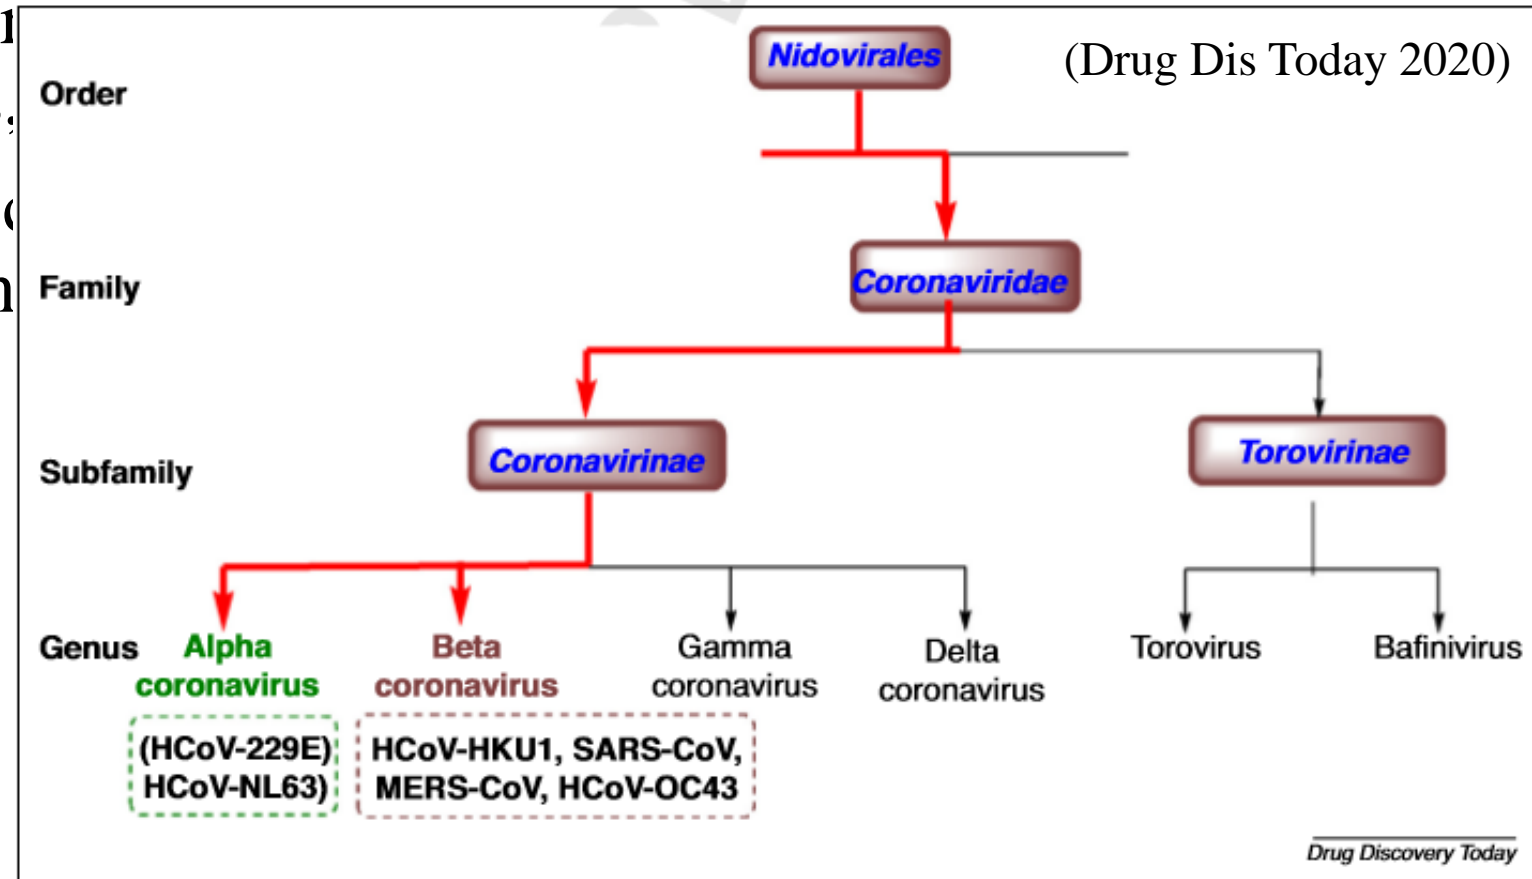 Nidovirales
(Drug Dis Today 2020)
Order
Family
Coronaviridae
Subfamily
Coronavirinae
Torovirinae
Genus
Alpha
coronavirus
Beta
coronavirus
Gamma
coronavirus
Delta
coronavirus
Torovirus
Bafinivirus
(HCoV-229E)
HCoV-NL63)
HCoV-HKU1, SARS-CoV,
MERS-CoV, HCoV-OC43
Drug Discovery Today